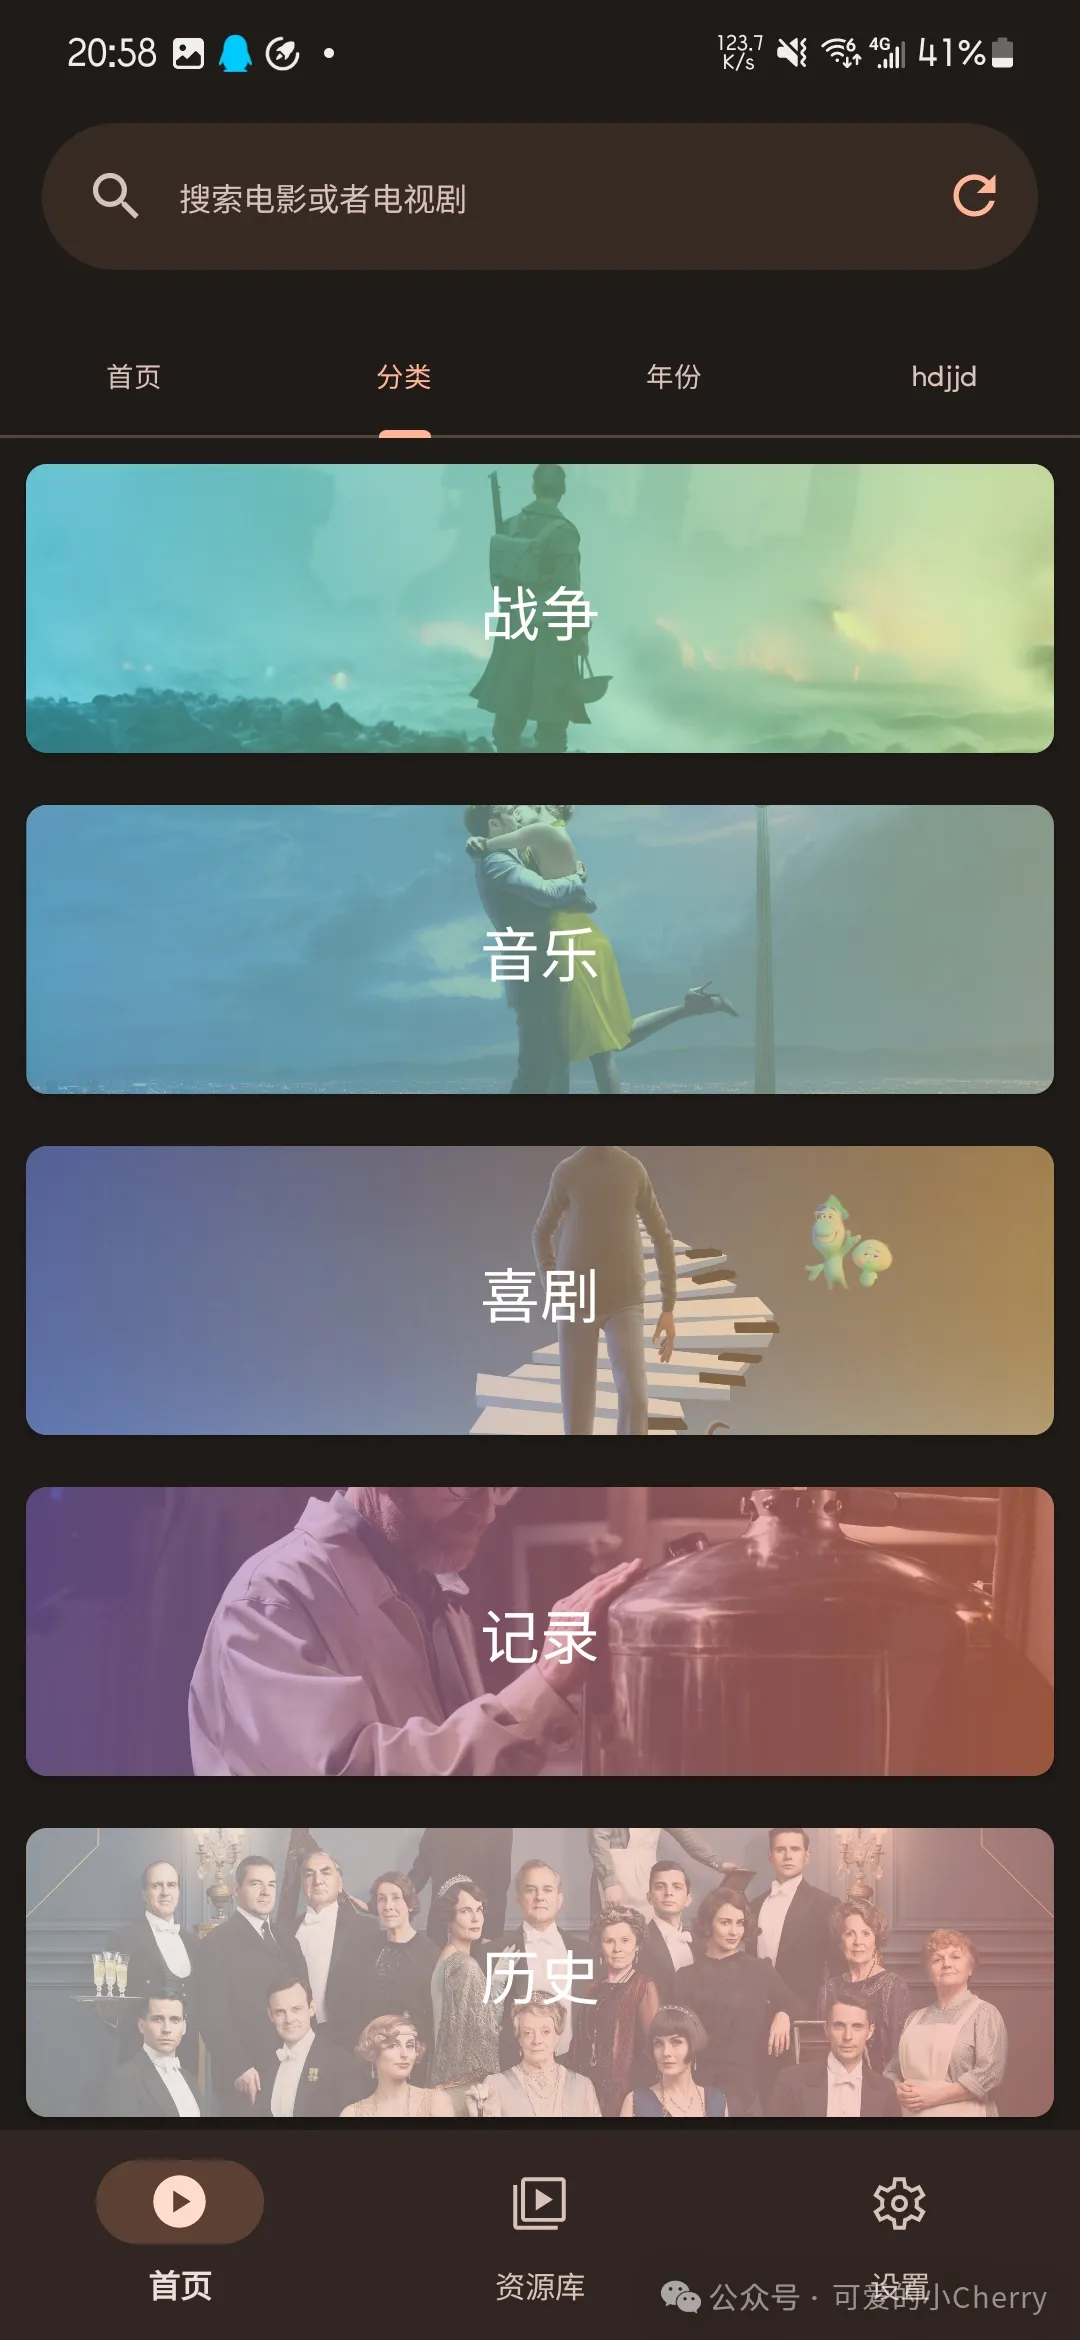 20:58 123.7 K/s 6 4G 41%
搜索电影或者电视剧
首页 分类 年份 hdjjd
战争
音乐
喜剧
记录
历史
首页 资源库 设置
公众号 · 可爱的小Cherry